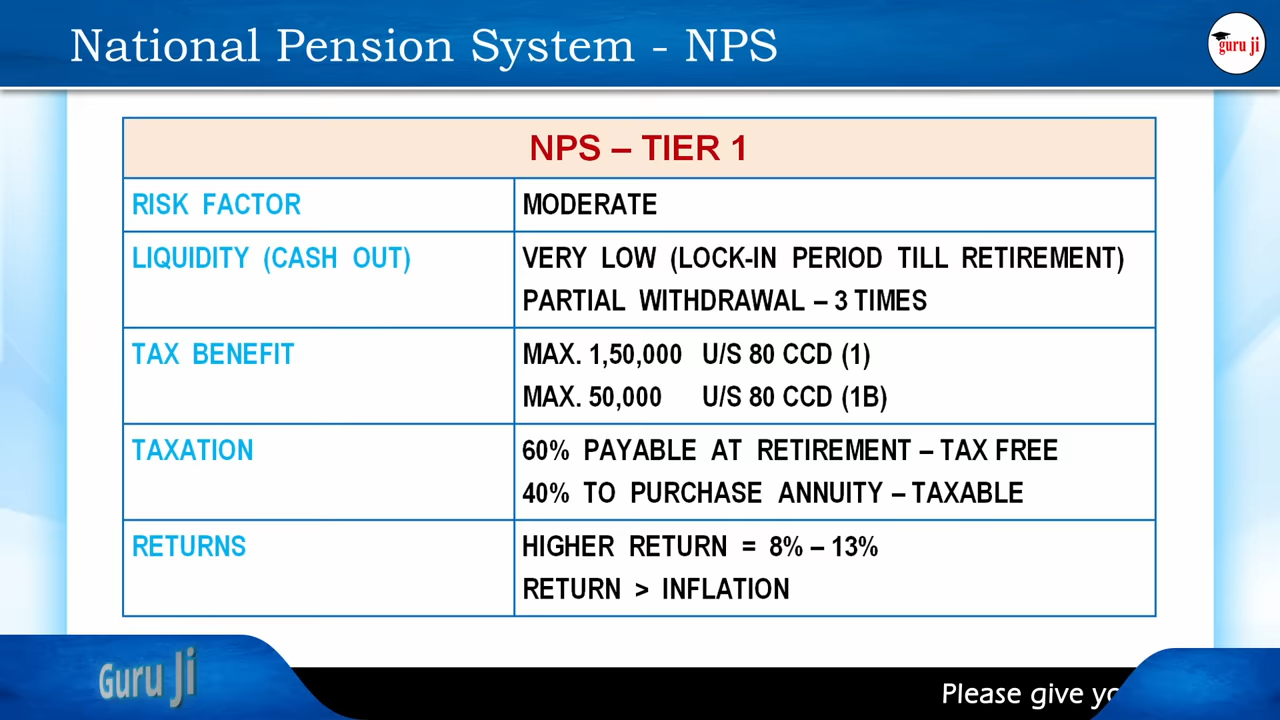 National Pension System - NPS
guru ji
NPS – TIER 1
RISK FACTOR
MODERATE
LIQUIDITY (CASH OUT)
VERY LOW (LOCK-IN PERIOD TILL RETIREMENT)
PARTIAL WITHDRAWAL – 3 TIMES
TAX BENEFIT
MAX. 1,50,000 U/S 80 CCD (1)
MAX. 50,000 U/S 80 CCD (1B)
TAXATION
60% PAYABLE AT RETIREMENT – TAX FREE
40% TO PURCHASE ANNUITY – TAXABLE
RETURNS
HIGHER RETURN = 8% – 13%
RETURN > INFLATION
Guru Ji
Please give